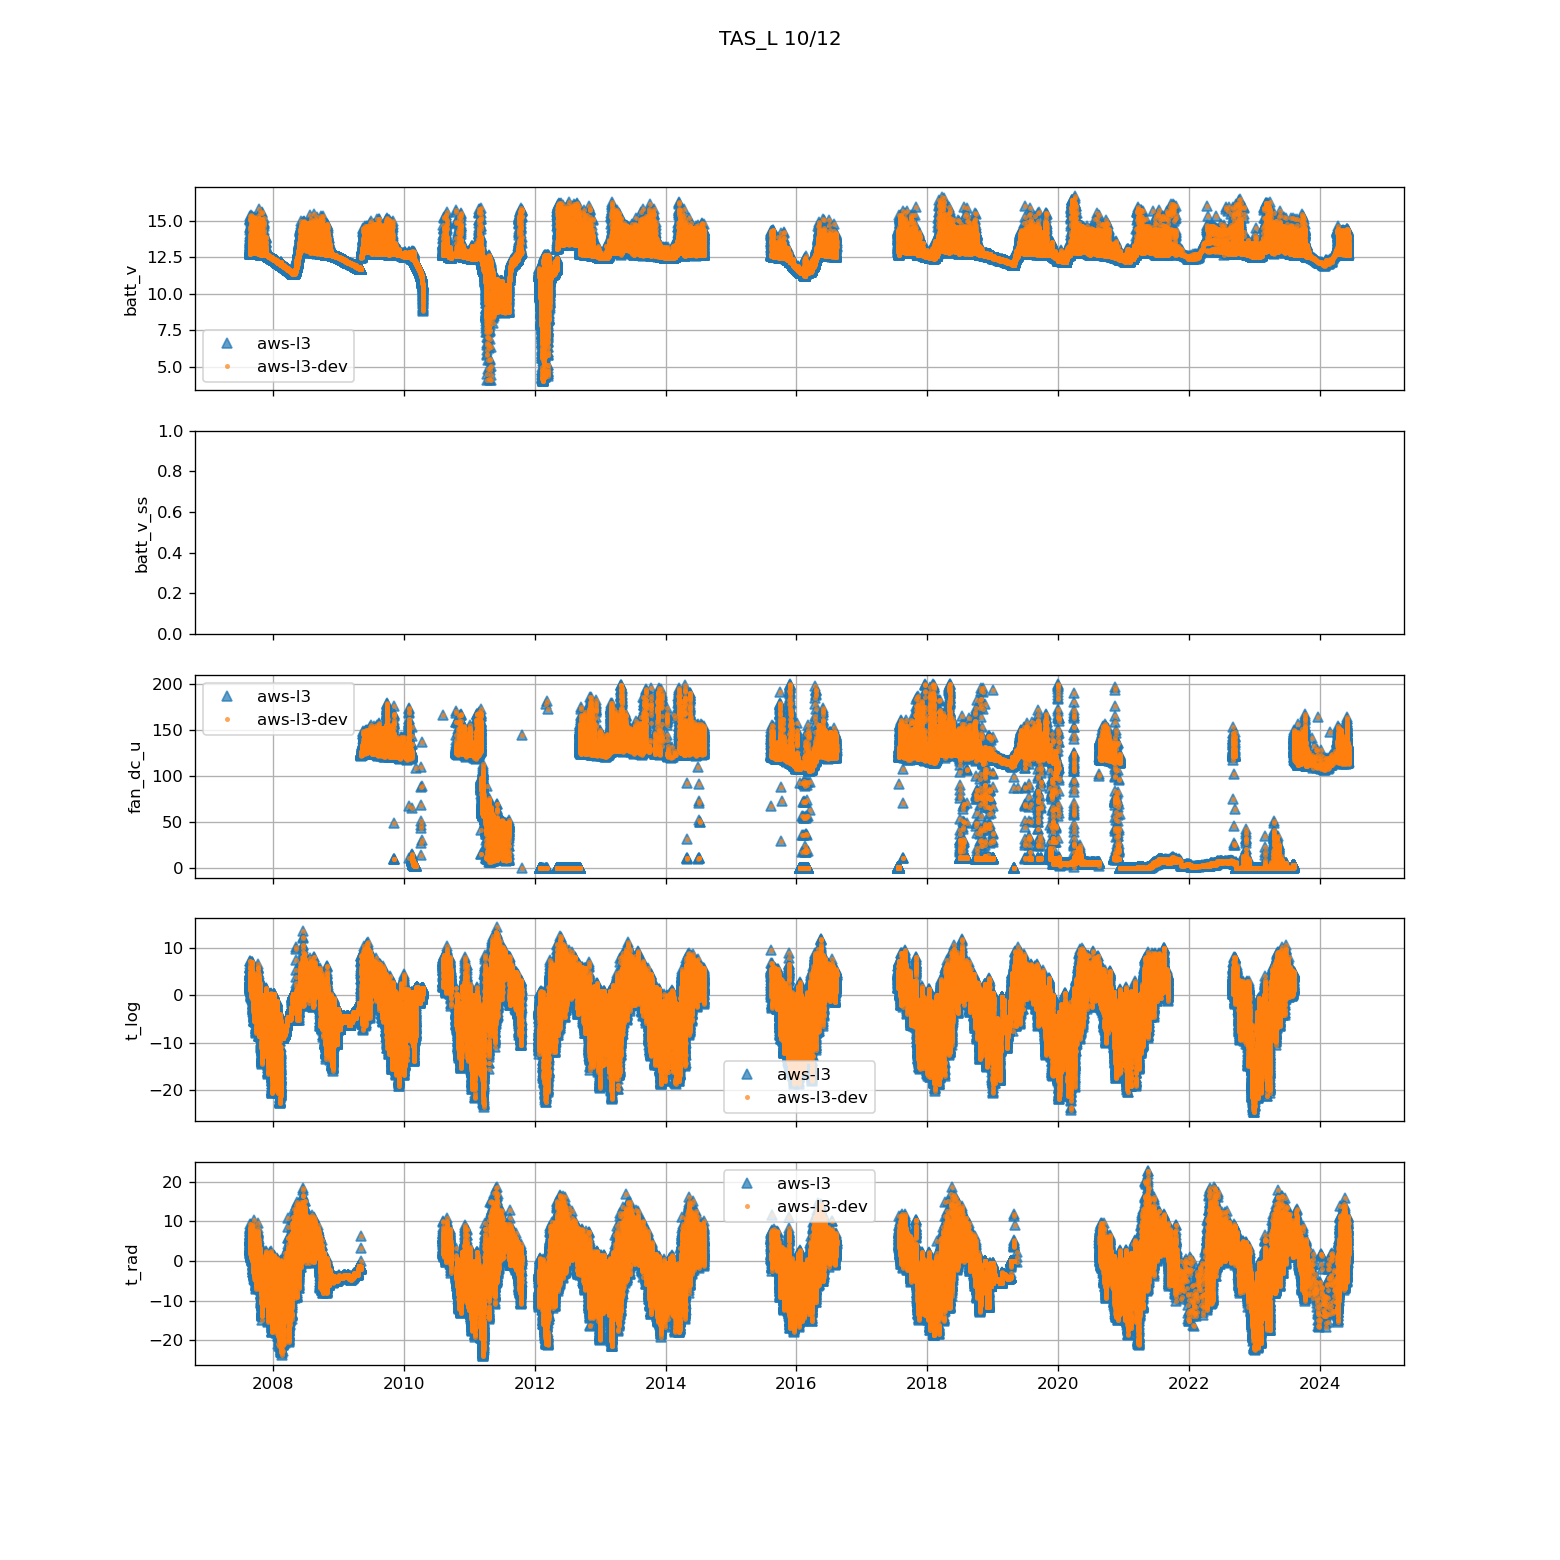 TAS_L 10/12
batt_v
15.0
12.5
10.0
7.5
5.0
aws-l3
aws-l3-dev
batt_v_ss
1.0
0.8
0.6
0.4
0.2
0.0
fan_dc_u
200
150
100
50
0
aws-l3
aws-l3-dev
t_log
10
0
−10
−20
aws-l3
aws-l3-dev
t_rad
20
10
0
−10
−20
aws-l3
aws-l3-dev
2008 2010 2012 2014 2016 2018 2020 2022 2024